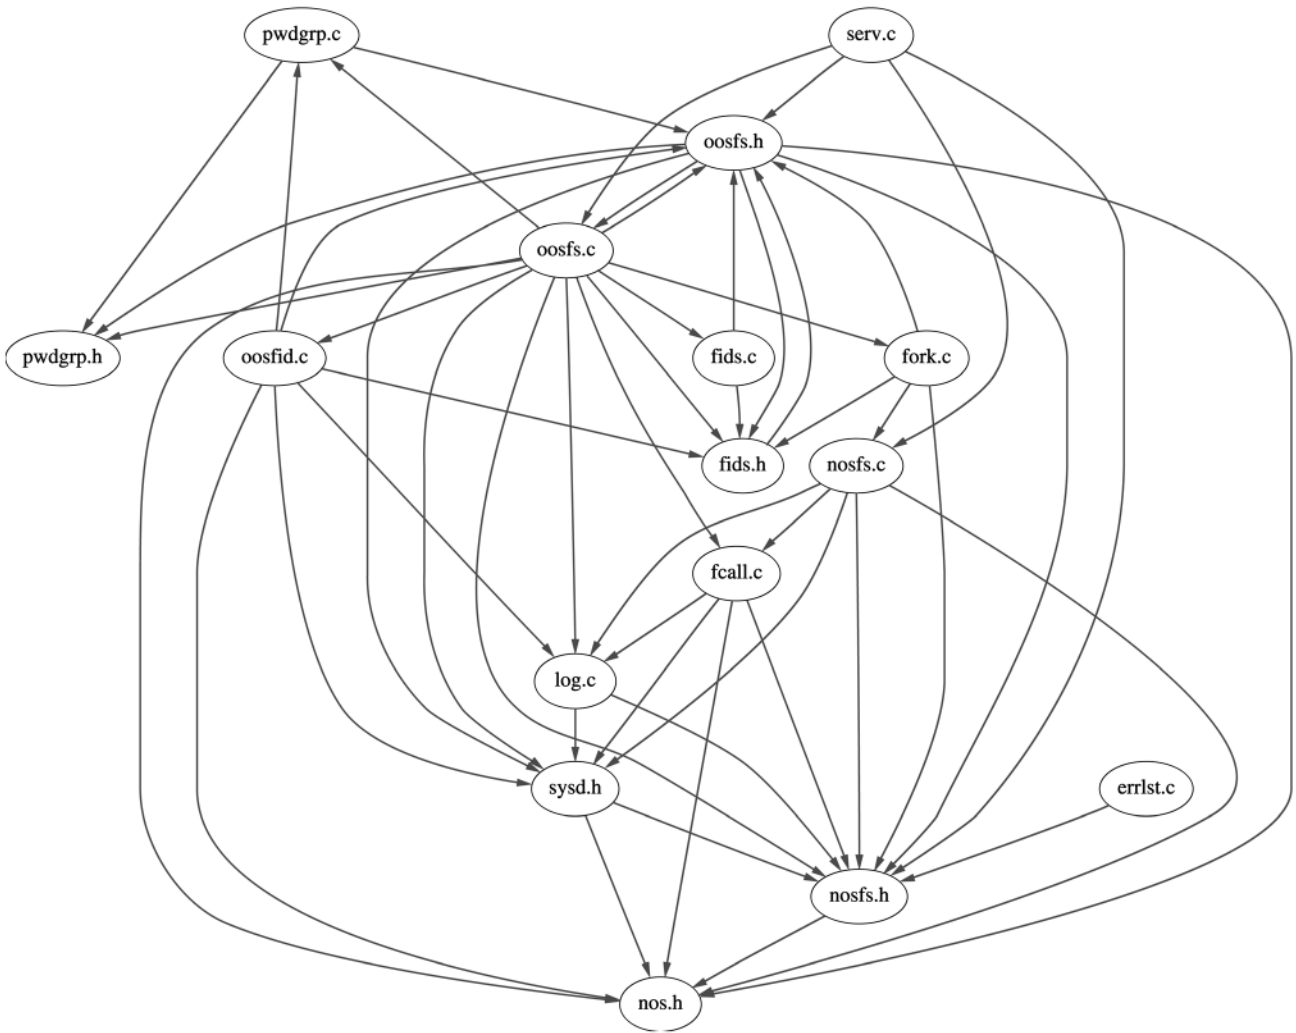 pwdgrp.c
serv.c
oosfs.h
oosfs.c
pwdgrp.h
oosfid.c
fids.c
fork.c
fids.h
nosfs.c
fcall.c
log.c
sysd.h
errlst.c
nosfs.h
nos.h